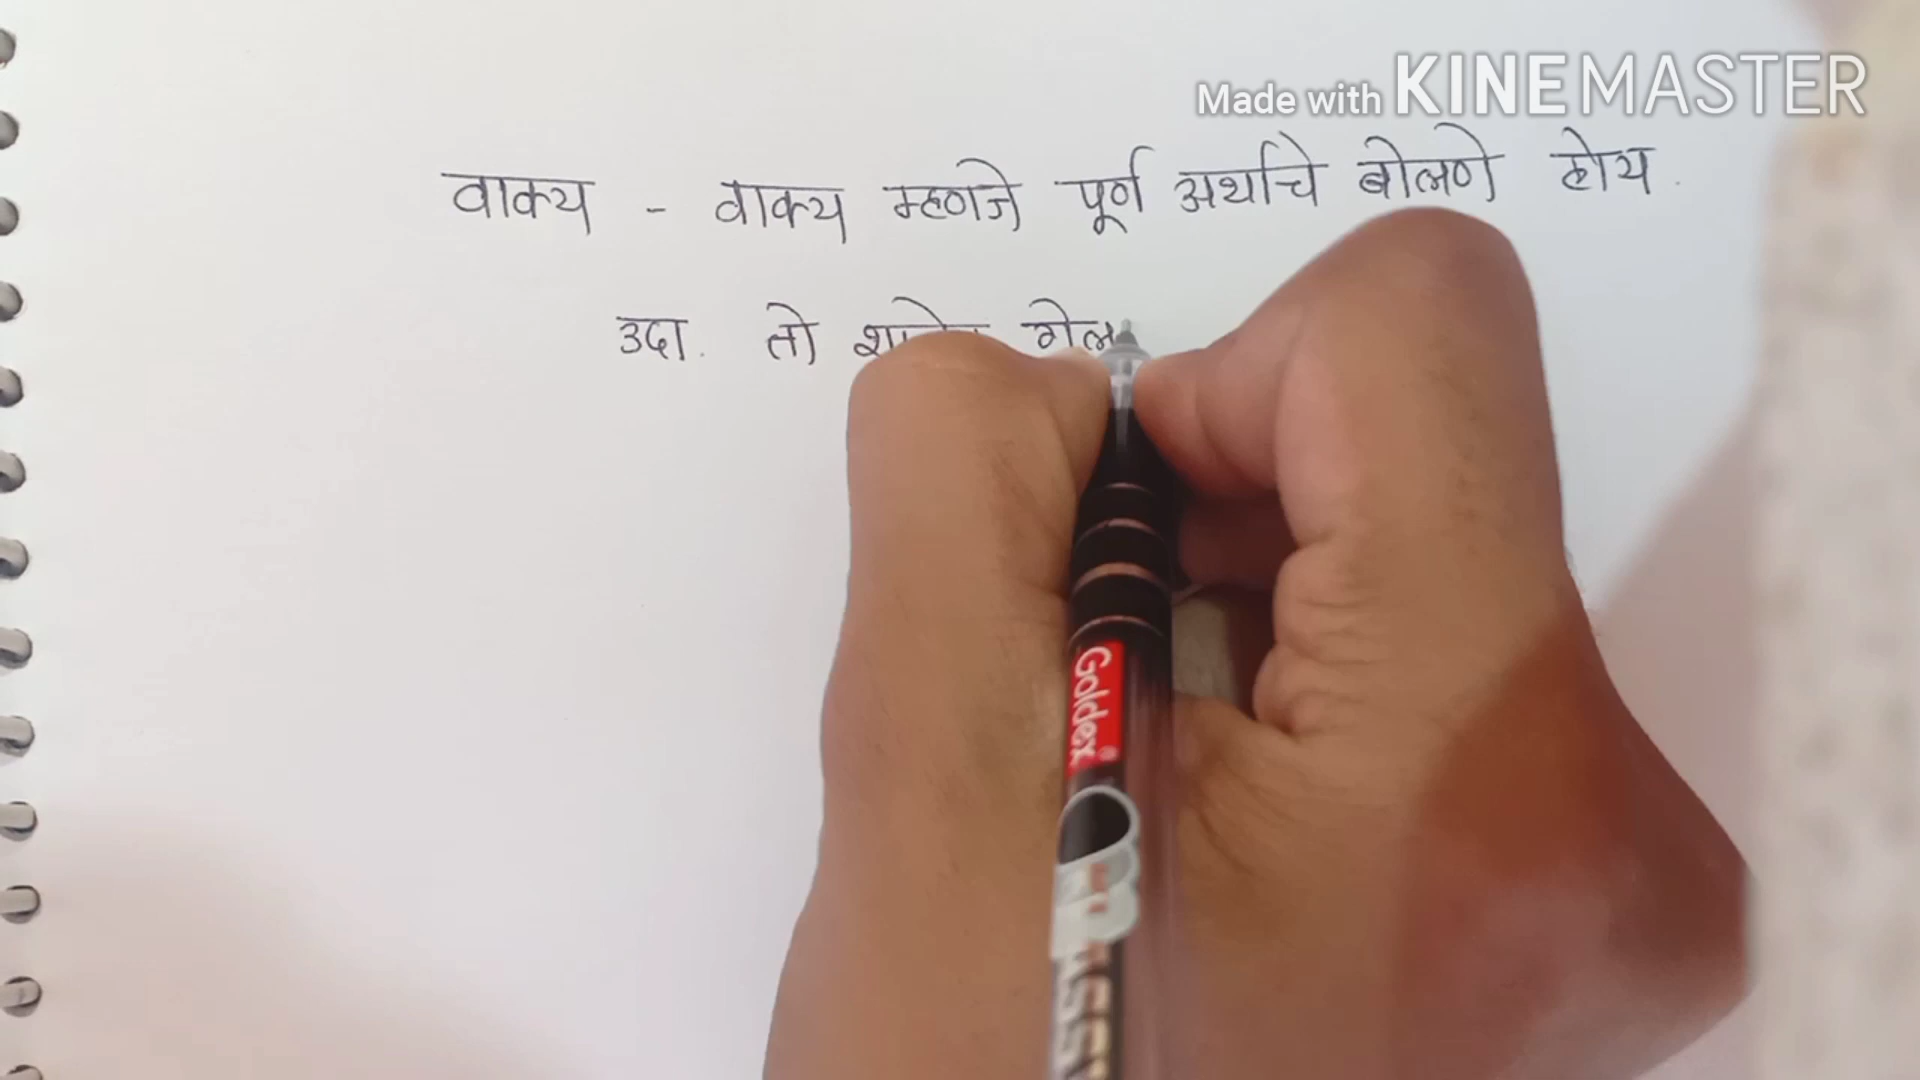 Made with KINEMASTER
वाक्य - वाक्य म्हणजे पूर्ण अर्थाचे बोलणे होय.
उदा. तो गेल
Goldex